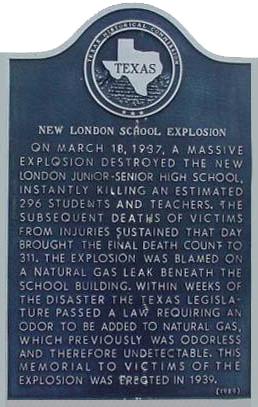 TEXAS HISTORICAL COMMISSION
TEXAS
NEW LONDON SCHOOL EXPLOSION
ON MARCH 18, 1937, A MASSIVE
EXPLOSION DESTROYED THE NEW
LONDON JUNIOR-SENIOR HIGH SCHOOL,
INSTANTLY KILLING AN ESTIMATED
296 STUDENTS AND TEACHERS. THE
SUBSEQUENT DEATHS OF VICTIMS
FROM INJURIES SUSTAINED THAT DAY
BROUGHT THE FINAL DEATH COUNT TO
311. THE EXPLOSION WAS BLAMED ON
A NATURAL GAS LEAK BENEATH THE
SCHOOL BUILDING. WITHIN WEEKS OF
THE DISASTER THE TEXAS LEGISLA-
TURE PASSED A LAW REQUIRING AN
ODOR TO BE ADDED TO NATURAL GAS,
WHICH PREVIOUSLY WAS ODORLESS
AND THEREFORE UNDETECTABLE. THIS
MEMORIAL TO VICTIMS OF THE
EXPLOSION WAS ERECTED IN 1939.
(1989)